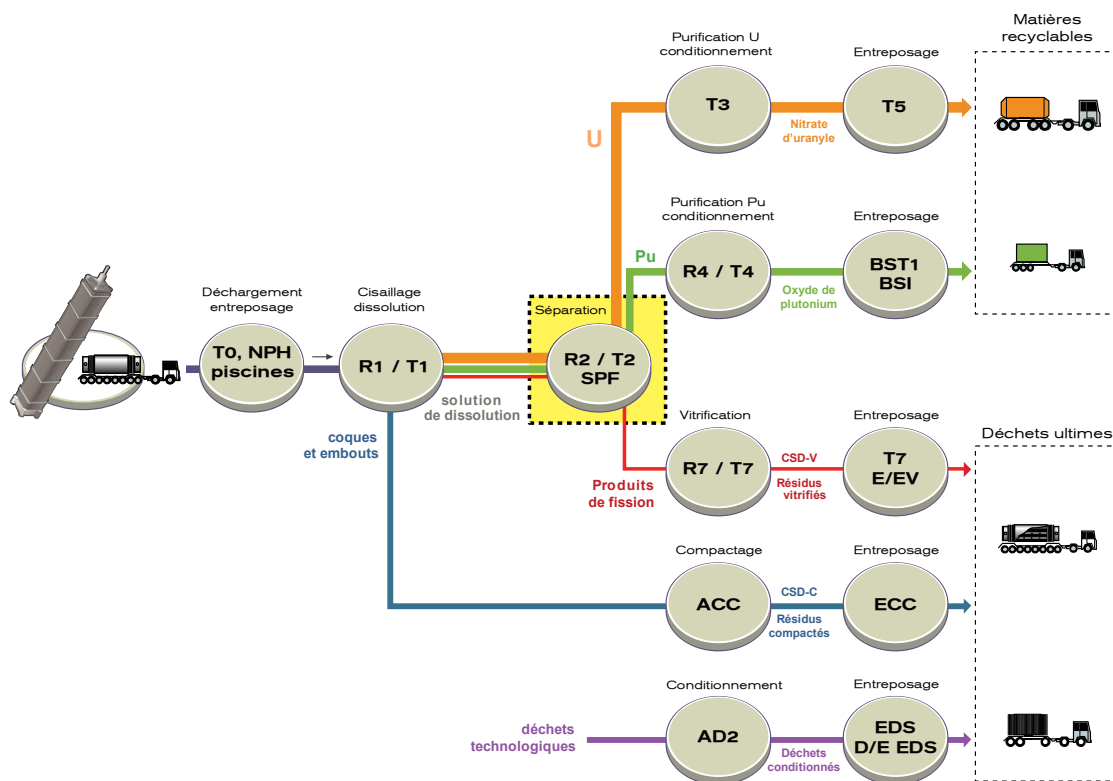 Matières
recyclables
Purification U
conditionnement
Entreposage
T3
T5
Nitrate
d'uranyle
U
Purification Pu
conditionnement
Entreposage
Pu
R4 / T4
BST1
BSI
Oxyde de
plutonium
Déchargement
entreposage
Cisaillage
dissolution
Séparation
T0, NPH
piscines
R1 / T1
R2 / T2
SPF
solution
de dissolution
Vitrification
Entreposage
Déchets ultimes
coques
et embouts
R7 / T7
CSD-V
Résidus
vitrifiés
T7
E/EV
Produits
de fission
Compactage
Entreposage
ACC
CSD-C
Résidus
compactés
ECC
Conditionnement
Entreposage
déchets
technologiques
AD2
Déchets
conditionnés
EDS
D/E EDS